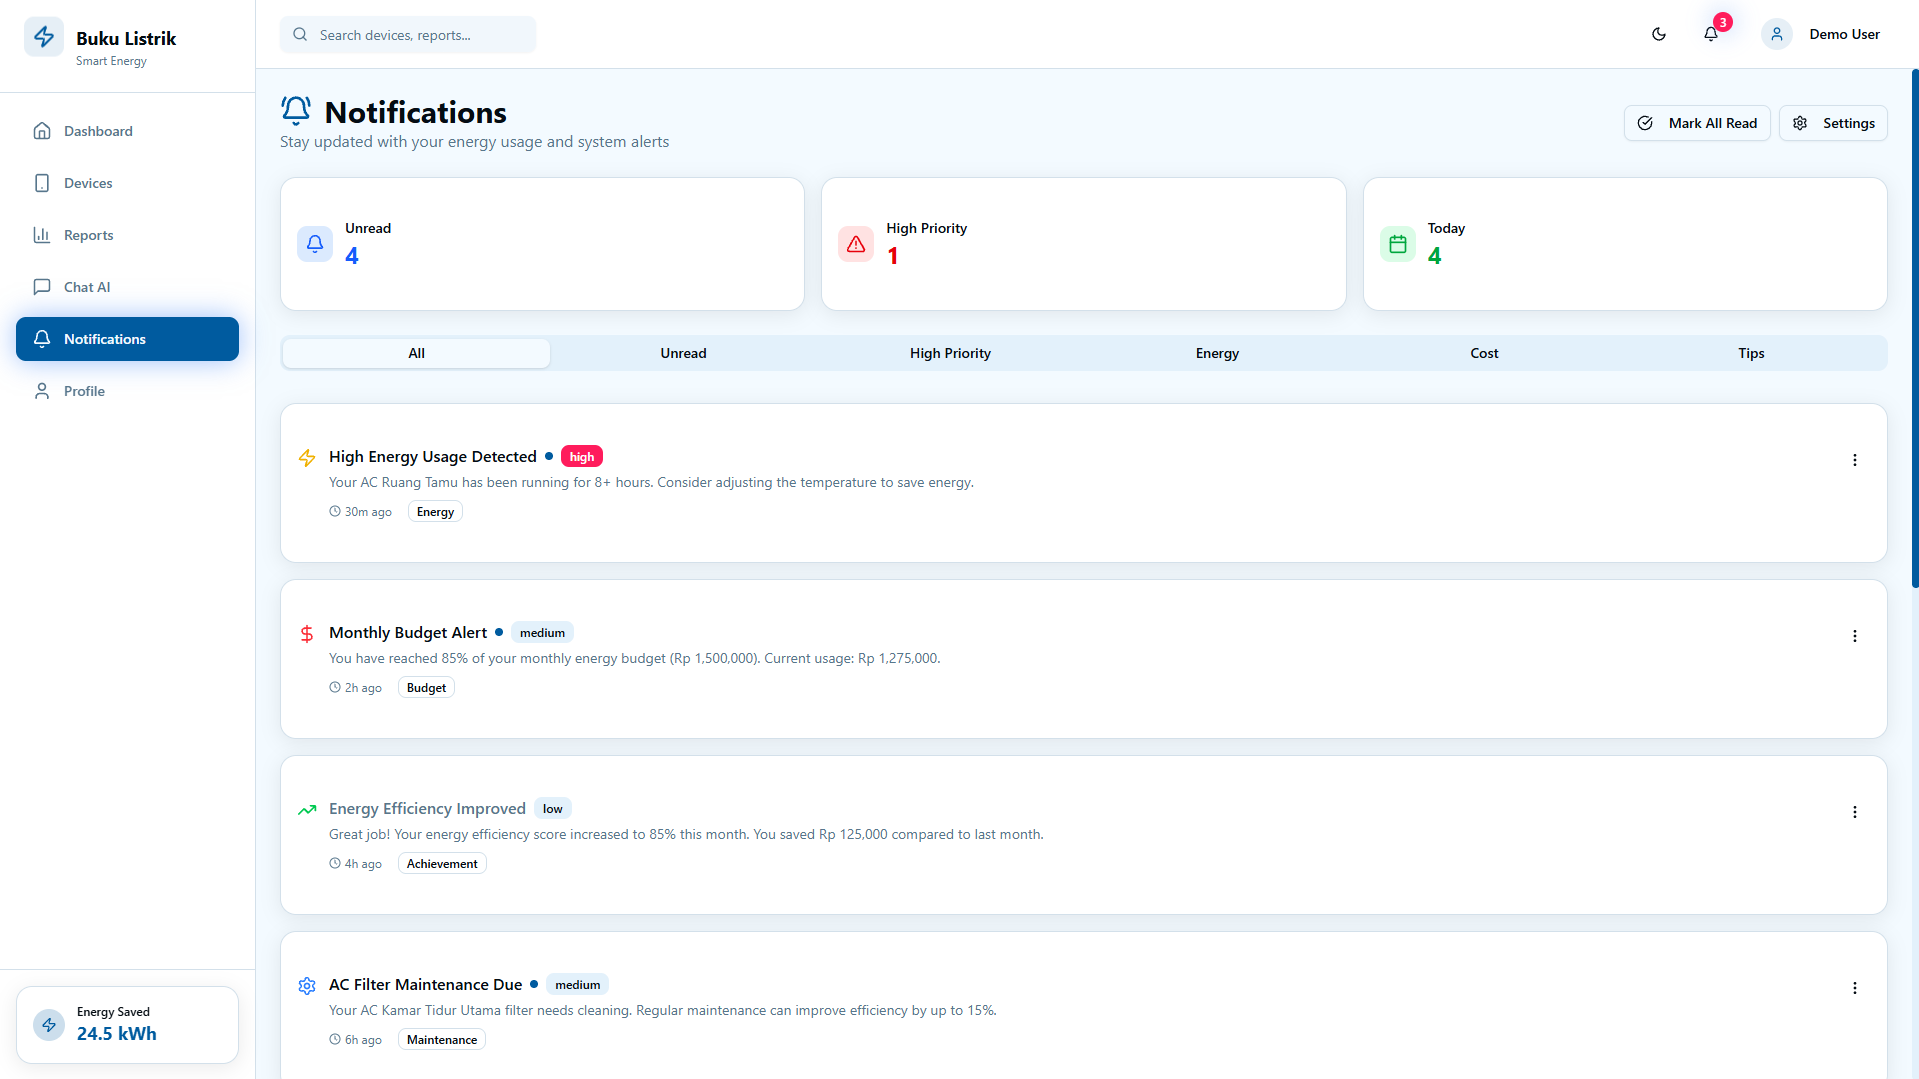 Buku Listrik
Smart Energy
Dashboard
Devices
Reports
Chat AI
Notifications
Profile
Energy Saved
24.5 kWh
Search devices, reports...
3
Demo User
Notifications
Stay updated with your energy usage and system alerts
Mark All Read
Settings
Unread
4
High Priority
1
Today
4
All Unread High Priority Energy Cost Tips
High Energy Usage Detected high
Your AC Ruang Tamu has been running for 8+ hours. Consider adjusting the temperature to save energy.
30m ago Energy
Monthly Budget Alert medium
You have reached 85% of your monthly energy budget (Rp 1,500,000). Current usage: Rp 1,275,000.
2h ago Budget
Energy Efficiency Improved low
Great job! Your energy efficiency score increased to 85% this month. You saved Rp 125,000 compared to last month.
4h ago Achievement
AC Filter Maintenance Due medium
Your AC Kamar Tidur Utama filter needs cleaning. Regular maintenance can improve efficiency by up to 15%.
6h ago Maintenance